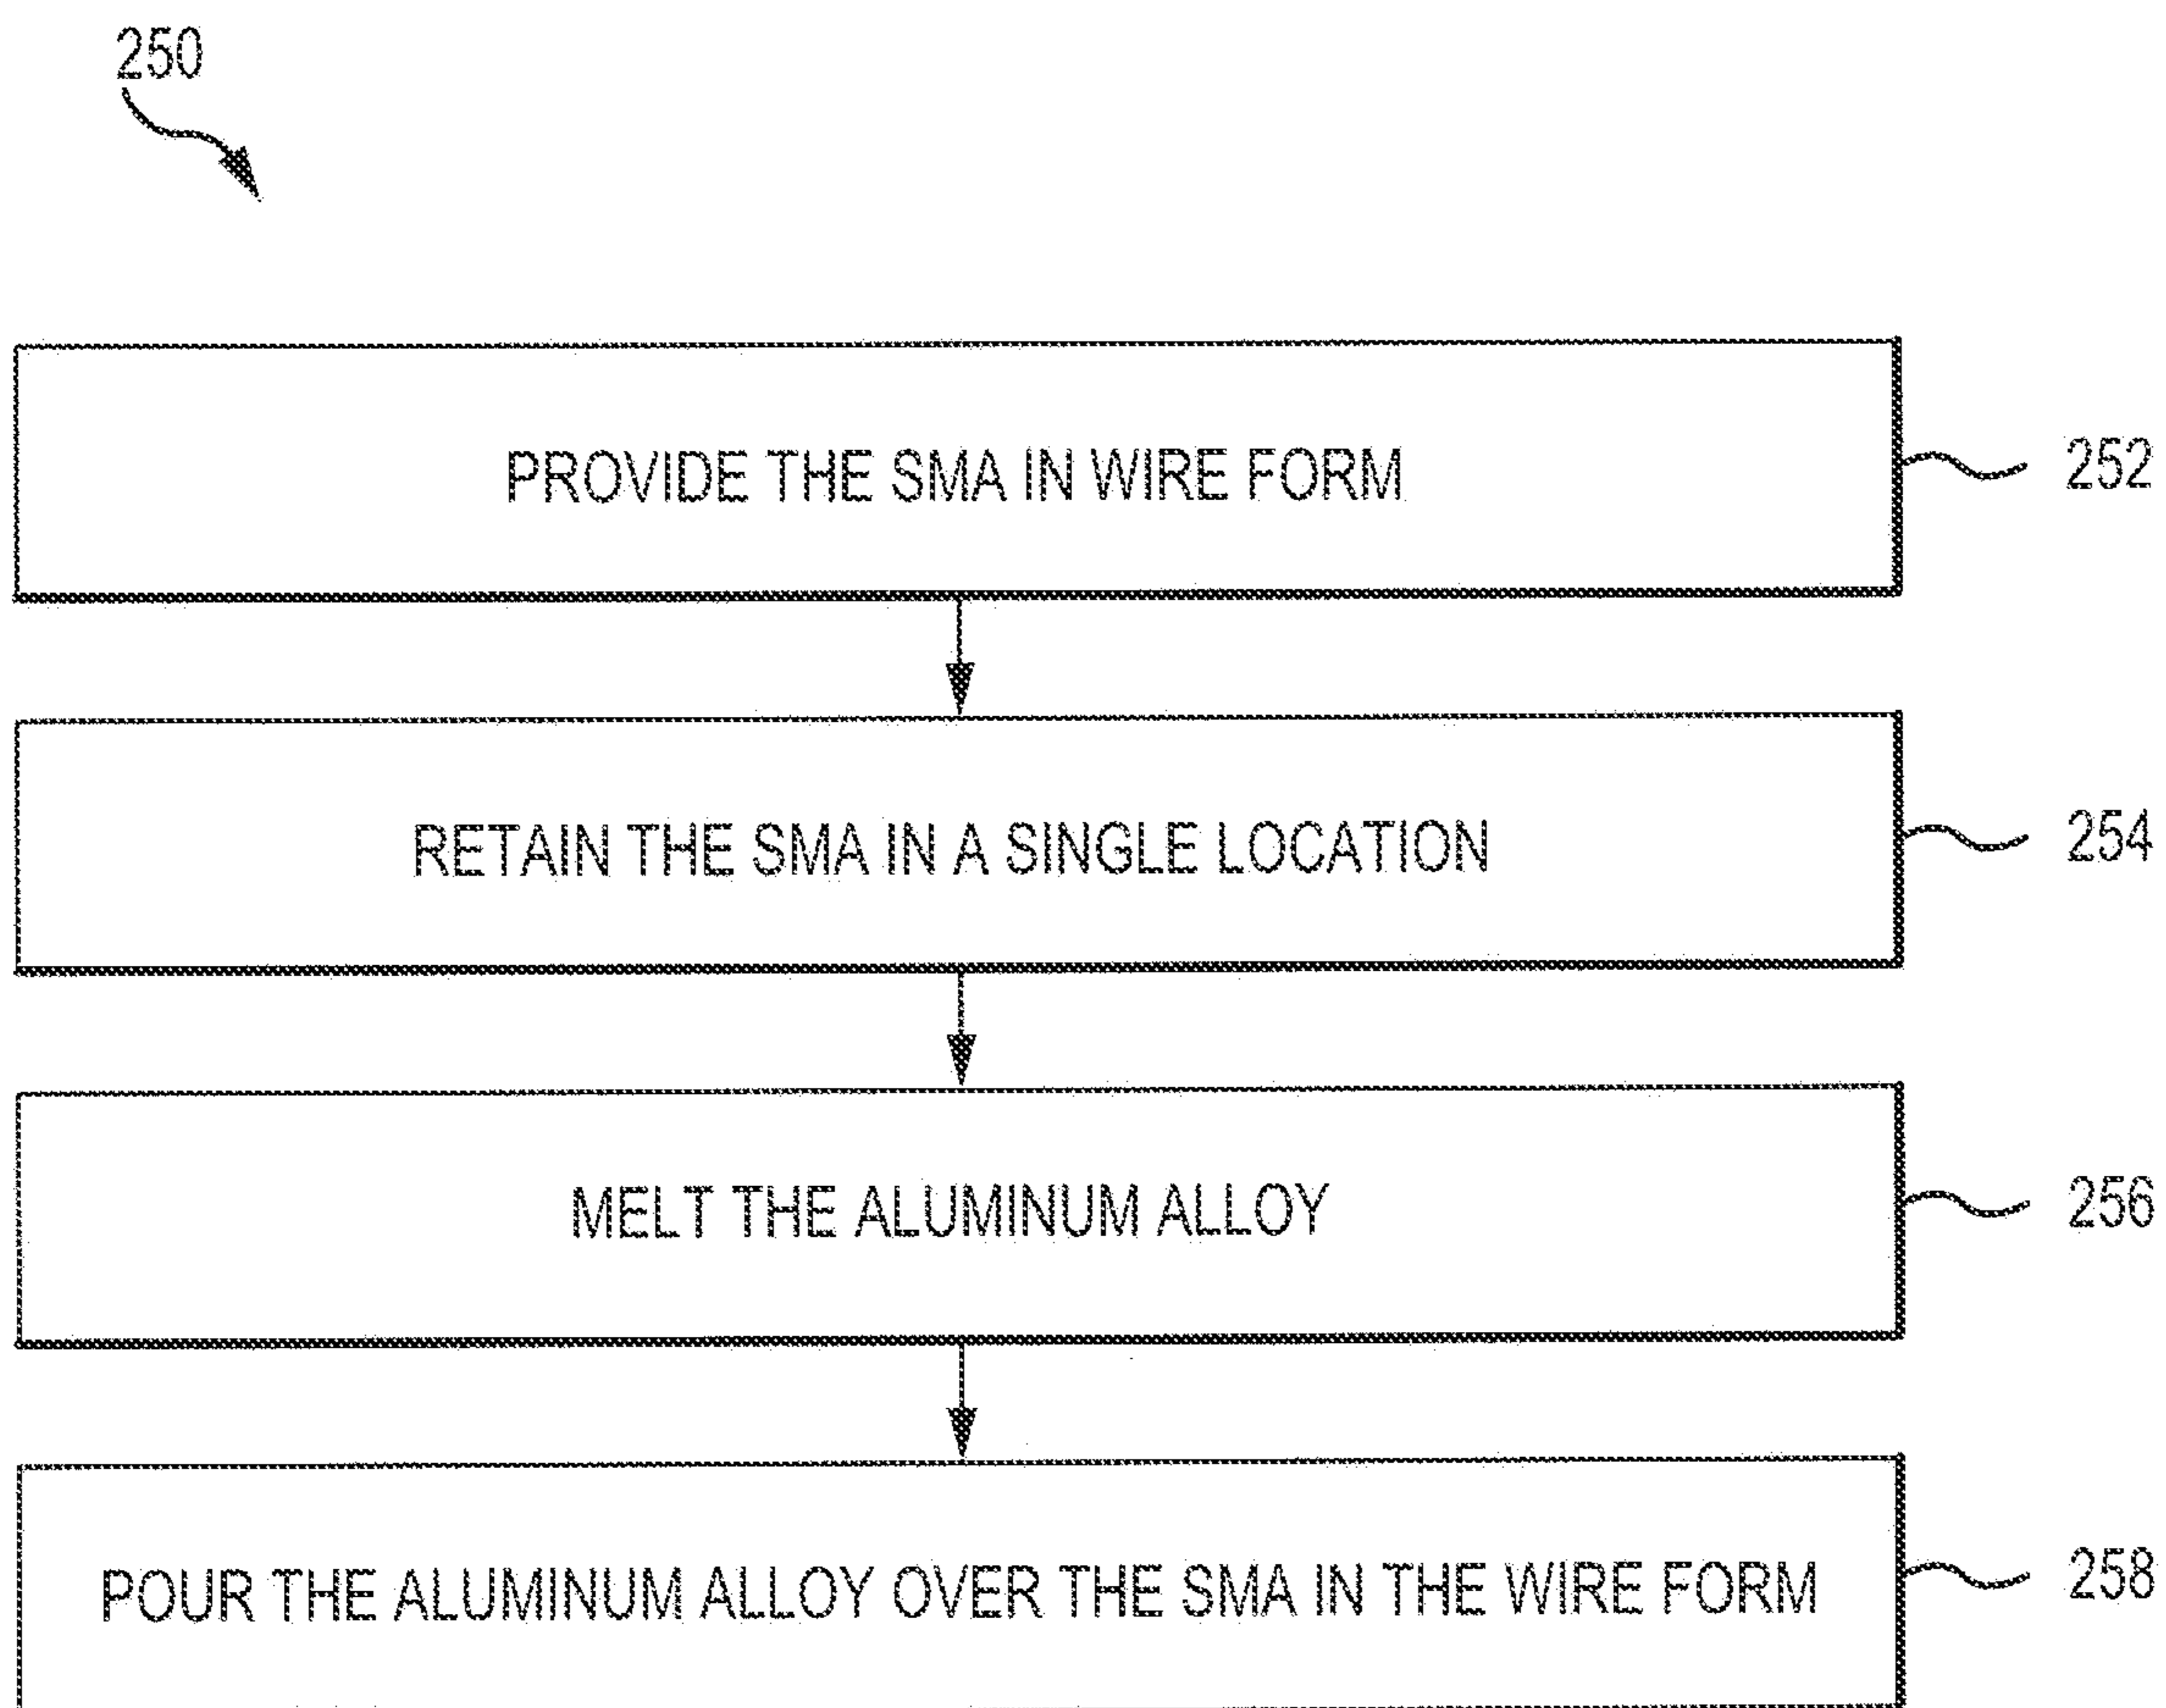 250
PROVIDE THE SMA IN WIRE FORM
252
RETAIN THE SMA IN A SINGLE LOCATION
254
MELT THE ALUMINUM ALLOY
256
POUR THE ALUMINUM ALLOY OVER THE SMA IN THE WIRE FORM
258